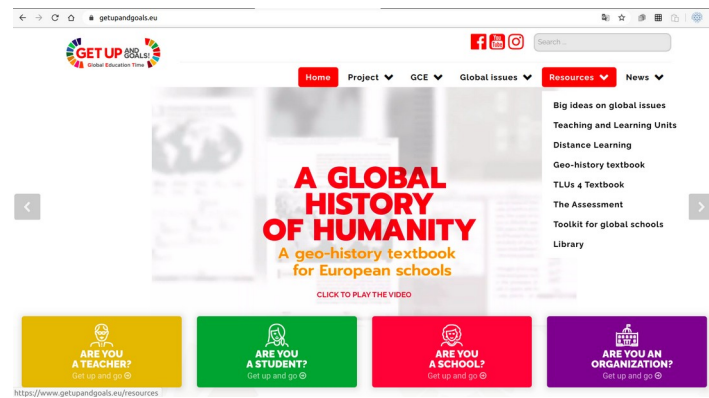 getupandgoals.eu
GET UP AND GOALS!
Global Education Time
You
Tube
Search...
Home Project GCE Global issues Resources News
Big ideas on global issues
Teaching and Learning Units
Distance Learning
Geo-history textbook
TLUs 4 Textbook
The Assessment
Toolkit for global schools
Library
A GLOBAL
HISTORY
OF HUMANITY
A geo-history textbook
for European schools
CLICK TO PLAY THE VIDEO
ARE YOU
A TEACHER?
Get up and go
ARE YOU
A STUDENT?
Get up and go
ARE YOU
A SCHOOL?
Get up and go
ARE YOU AN
ORGANIZATION?
Get up and go
https://www.getupandgoals.eu/resources